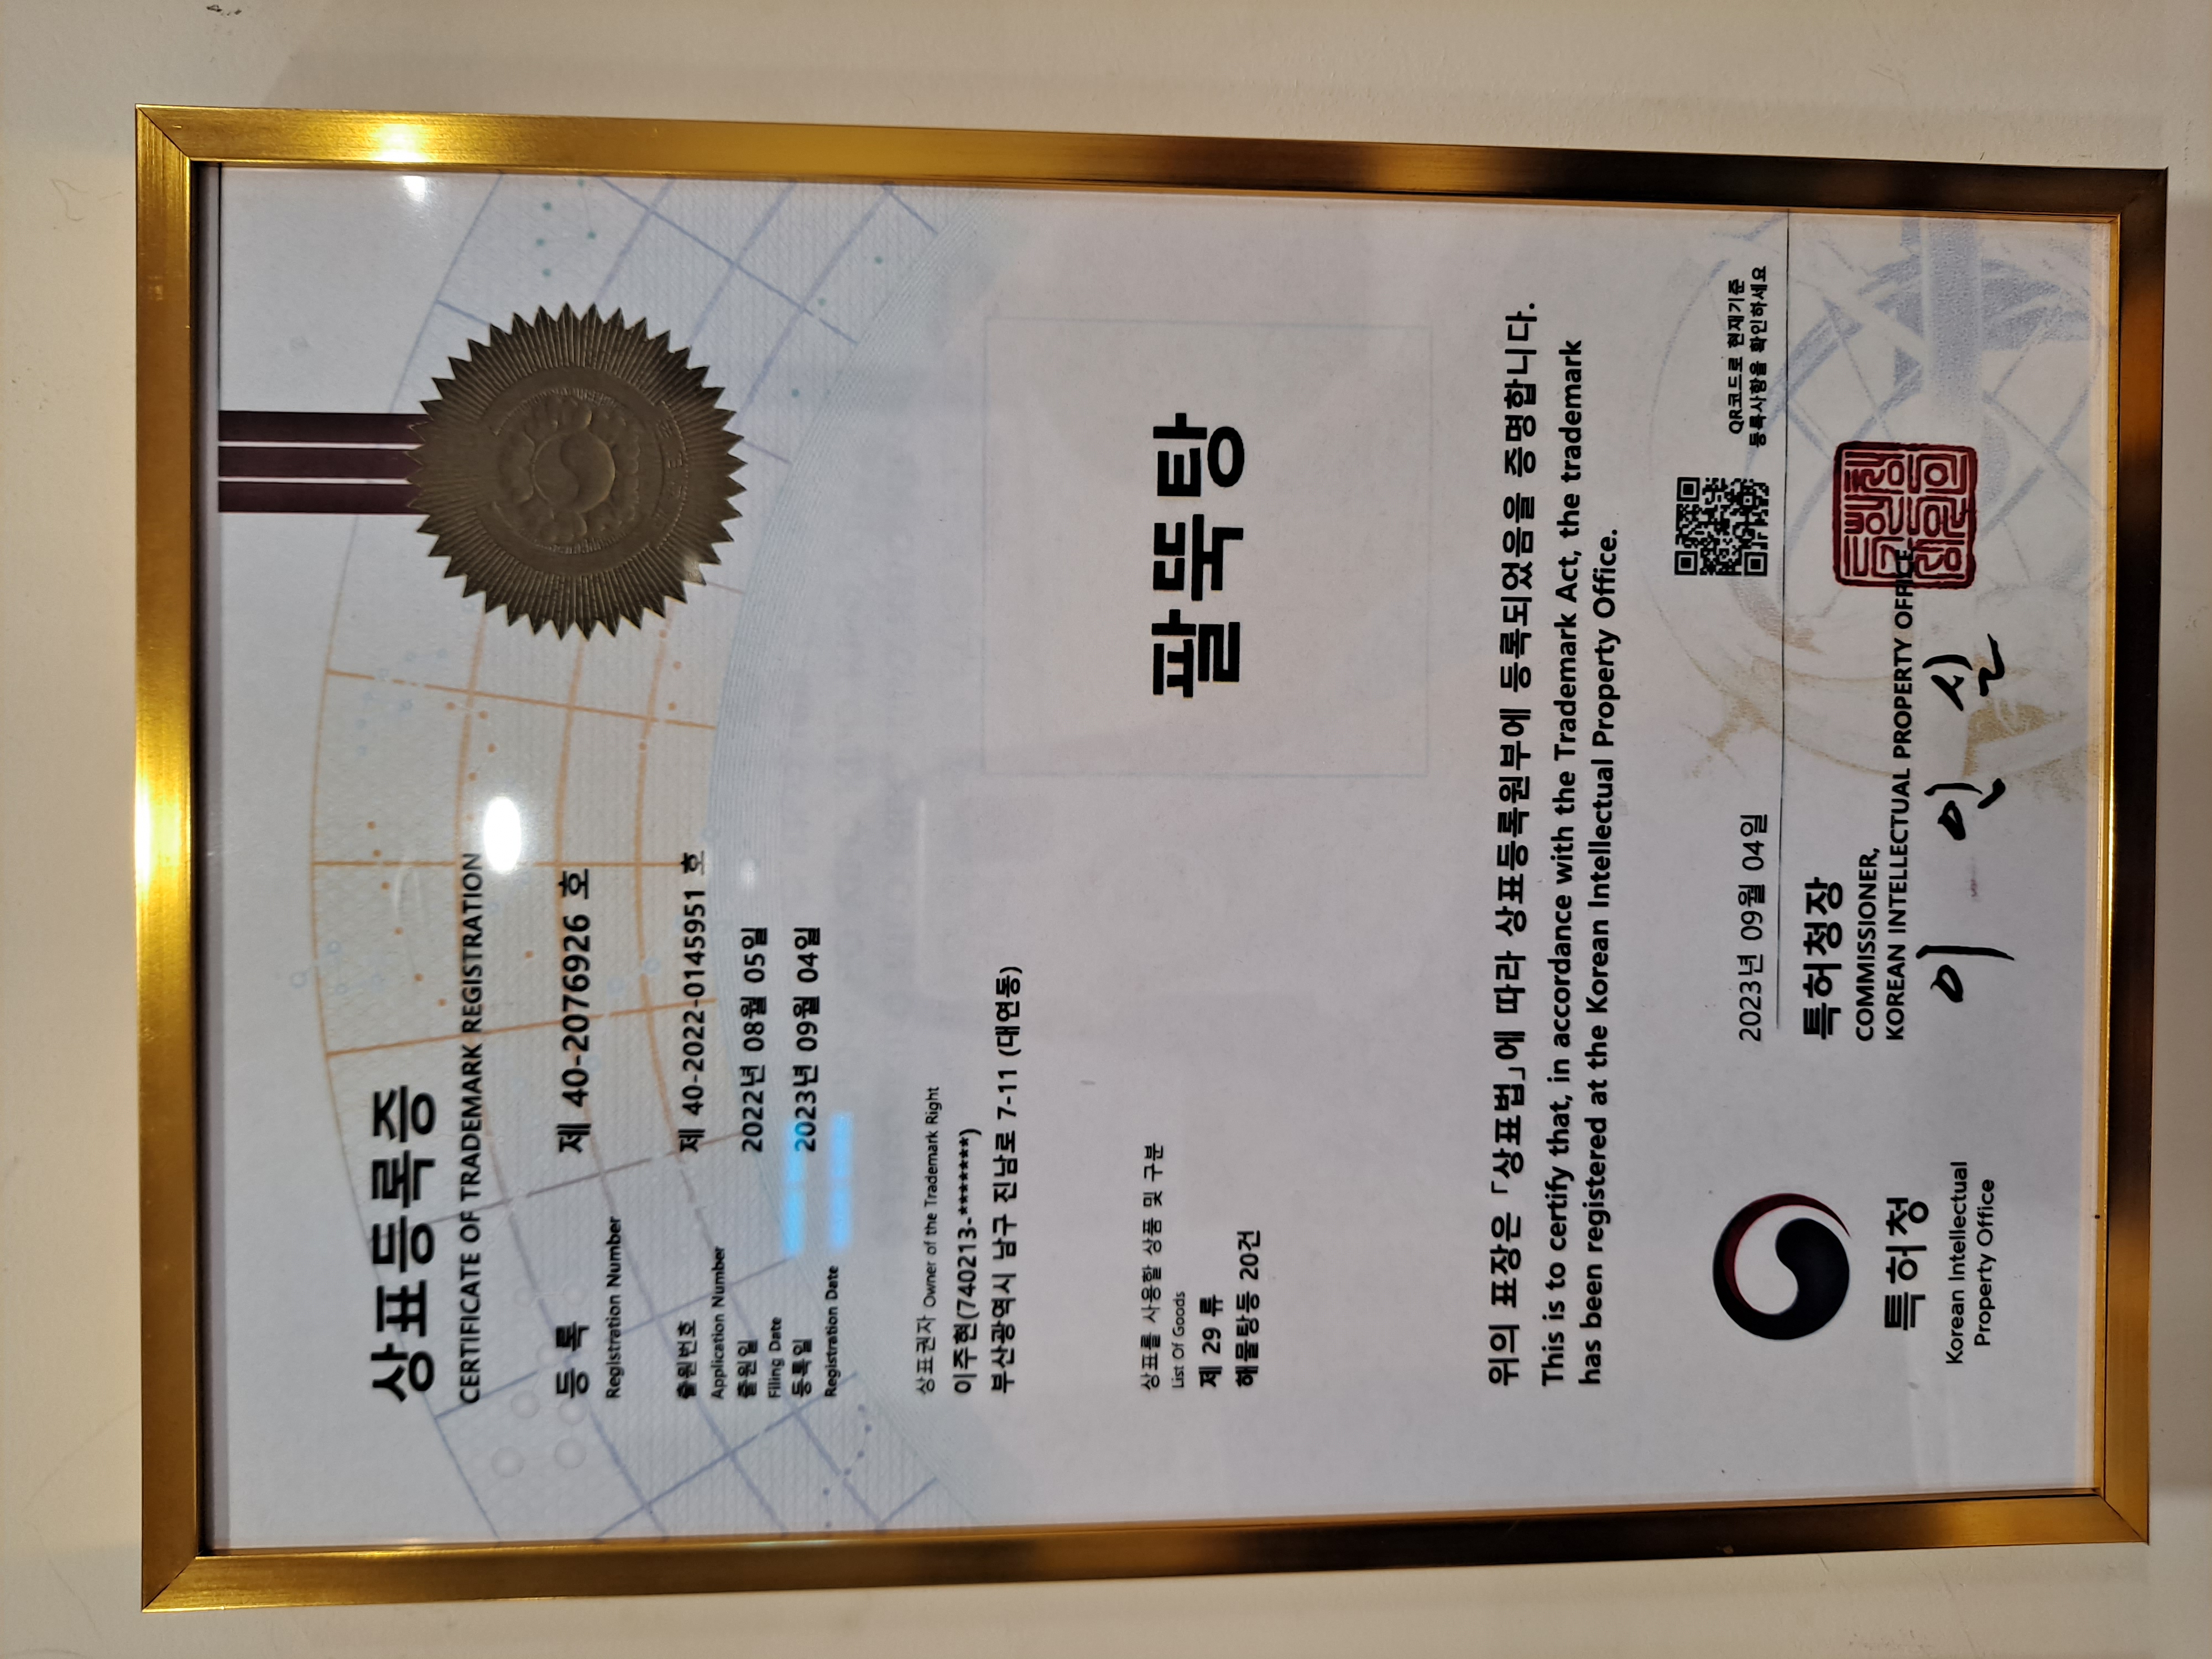 상표등록증
CERTIFICATE OF TRADEMARK REGISTRATION
등 록 제 40-2076926 호
Registration Number
출원번호 제 40-2022-0145951 호
Application Number
출원일 2022년 08월 05일
Filing Date
등록일 2023년 09월 04일
Registration Date
상표권자 Owner of the Trademark Right
이주현(740213-*******)
부산광역시 남구 진남로 7-11 (대연동)
상표를 사용할 상품 및 구분
List Of Goods
제 29 류
해물탕등 20건
팔뚝탕
위의 표장은 「상표법」에 따라 상표등록원부에 등록되었음을 증명합니다.
This is to certify that, in accordance with the Trademark Act, the trademark
has been registered at the Korean Intellectual Property Office.
QR코드로 현재기준
등록사항을 확인하세요
2023년 09월 04일
특허청장
COMMISSIONER,
KOREAN INTELLECTUAL PROPERTY OFFICE
이 인 실
특허청
Korean Intellectual
Property Office